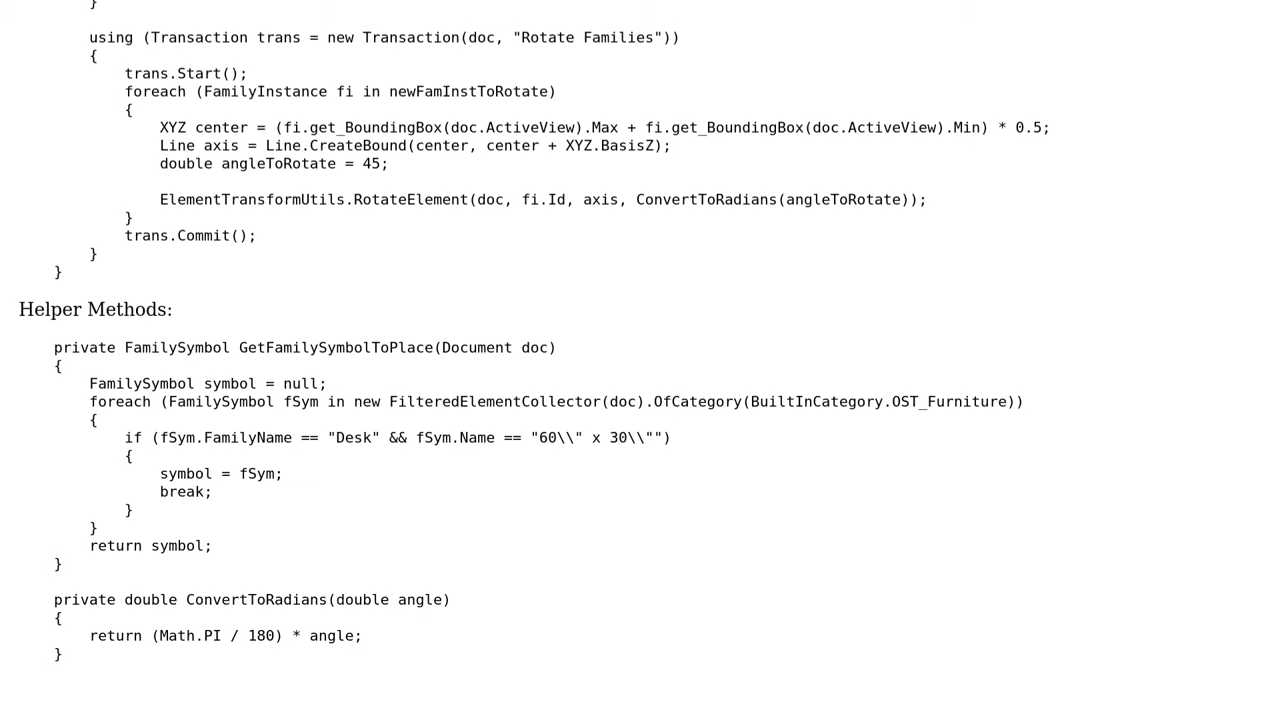 }
using (Transaction trans = new Transaction(doc, "Rotate Families"))
{
trans.Start();
foreach (FamilyInstance fi in newFamInstToRotate)
{
XYZ center = (fi.get_BoundingBox(doc.ActiveView).Max + fi.get_BoundingBox(doc.ActiveView).Min) * 0.5;
Line axis = Line.CreateBound(center, center + XYZ.BasisZ);
double angleToRotate = 45;
ElementTransformUtils.RotateElement(doc, fi.Id, axis, ConvertToRadians(angleToRotate));
}
trans.Commit();
}
}
Helper Methods:
private FamilySymbol GetFamilySymbolToPlace(Document doc)
{
FamilySymbol symbol = null;
foreach (FamilySymbol fSym in new FilteredElementCollector(doc).OfCategory(BuiltInCategory.OST_Furniture))
{
if (fSym.FamilyName == "Desk" && fSym.Name == "60\\" x 30\\"")
{
symbol = fSym;
break;
}
}
return symbol;
}
private double ConvertToRadians(double angle)
{
return (Math.PI / 180) * angle;
}